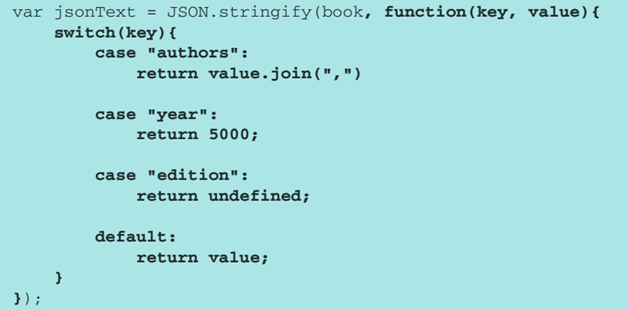 var jsonText = JSON.stringify(book, function(key, value){
    switch(key){
        case "authors":
            return value.join(",")

        case "year":
            return 5000;

        case "edition":
            return undefined;

        default:
            return value;
    }
});